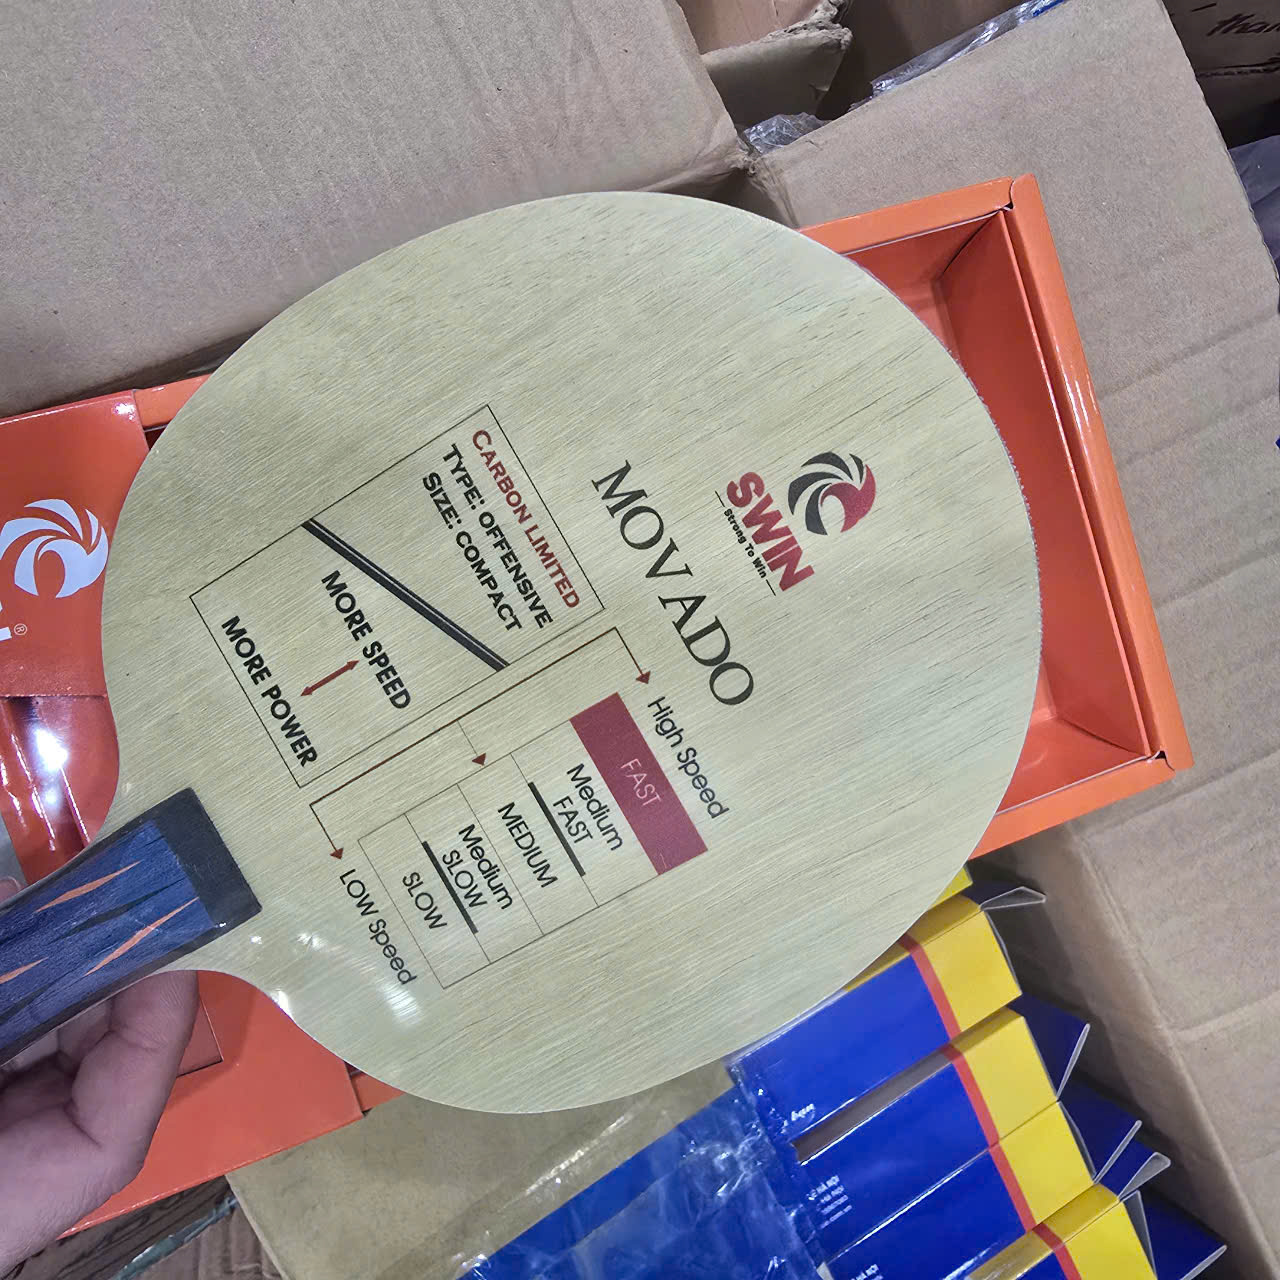 SWIN
Strong To Win
MOVADO
CARBON LIMITED
TYPE: OFFENSIVE
SIZE: COMPACT
MORE SPEED
MORE POWER
High Speed
FAST
Medium
FAST
MEDIUM
Medium
SLOW
SLOW
LOW Speed
®